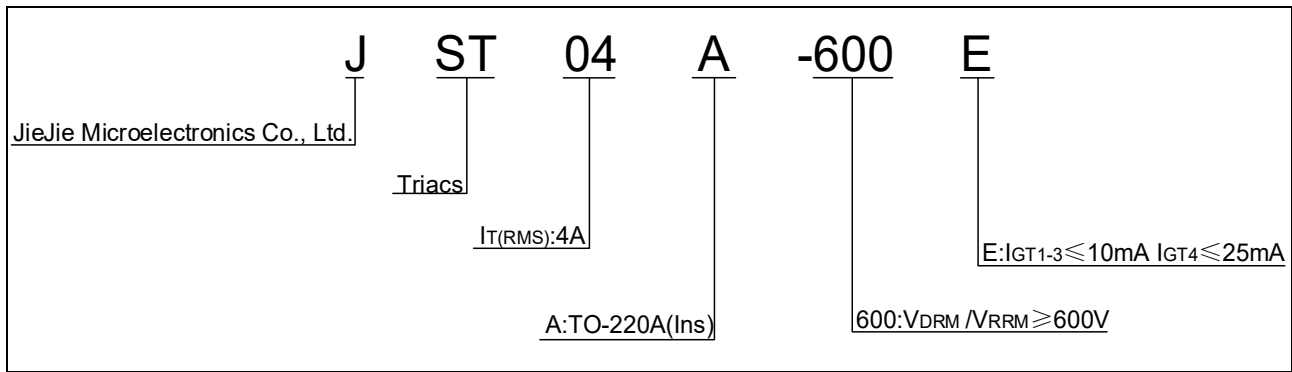 J ST 04 A -600 E
JieJie Microelectronics Co., Ltd.
Triacs
IT(RMS):4A
E:IGT1-3≤10mA IGT4≤25mA
A:TO-220A(Ins)
600:VDRM /VRRM≥600V